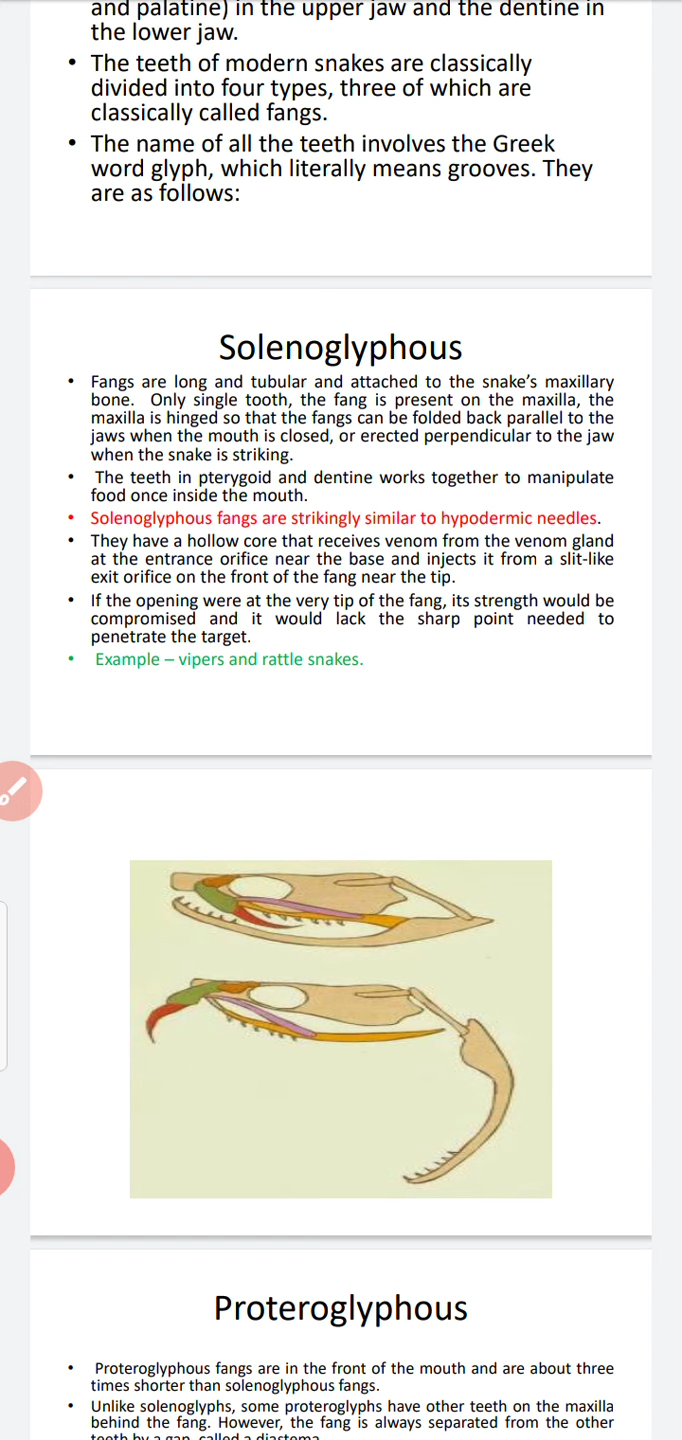 and palatine) in the upper jaw and the dentine in
the lower jaw.
• The teeth of modern snakes are classically
divided into four types, three of which are
classically called fangs.
• The name of all the teeth involves the Greek
word glyph, which literally means grooves. They
are as follows:
Solenoglyphous
• Fangs are long and tubular and attached to the snake’s maxillary
bone. Only single tooth, the fang is present on the maxilla, the
maxilla is hinged so that the fangs can be folded back parallel to the
jaws when the mouth is closed, or erected perpendicular to the jaw
when the snake is striking.
• The teeth in pterygoid and dentine works together to manipulate
food once inside the mouth.
• Solenoglyphous fangs are strikingly similar to hypodermic needles.
• They have a hollow core that receives venom from the venom gland
at the entrance orifice near the base and injects it from a slit-like
exit orifice on the front of the fang near the tip.
• If the opening were at the very tip of the fang, its strength would be
compromised and it would lack the sharp point needed to
penetrate the target.
• Example – vipers and rattle snakes.
Proteroglyphous
• Proteroglyphous fangs are in the front of the mouth and are about three
times shorter than solenoglyphous fangs.
• Unlike solenoglyphs, some proteroglyphs have other teeth on the maxilla
behind the fang. However, the fang is always separated from the other
teeth by a gap, called a diastema